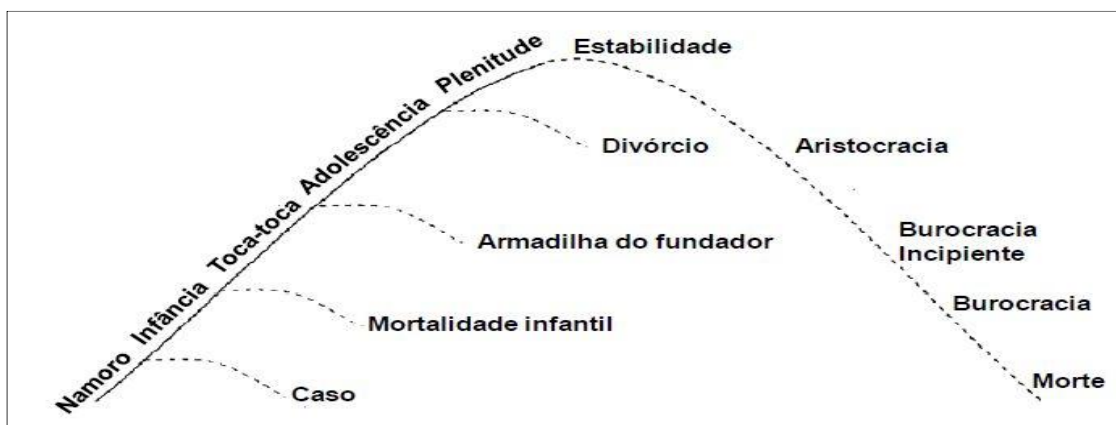 Namoro Infância Toca-toca Adolescência Plenitude
Estabilidade
Divórcio
Aristocracia
Armadilha do fundador
Burocracia
Incipiente
Mortalidade infantil
Burocracia
Caso
Morte